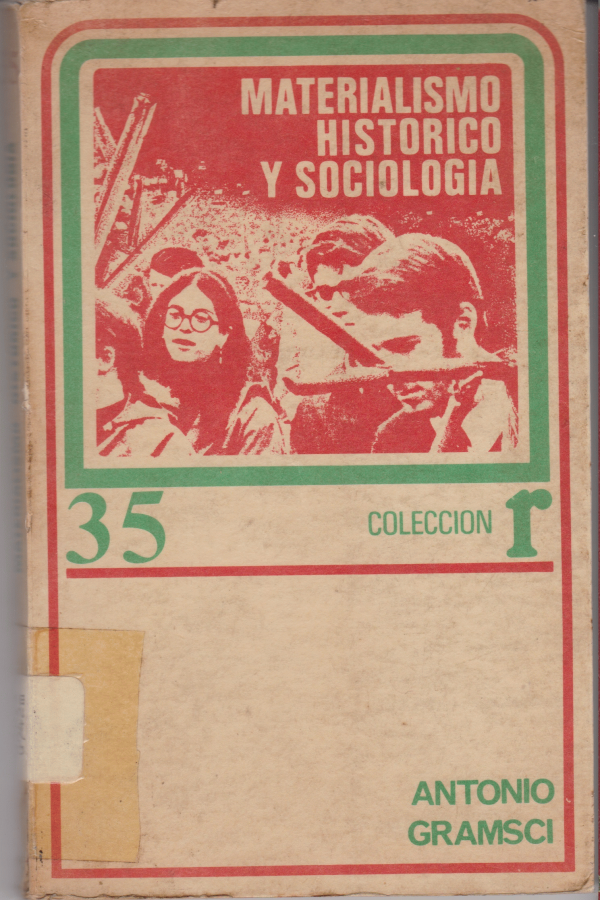 MATERIALISMO
HISTORICO
Y SOCIOLOGIA
35
COLECCION r
ANTONIO
GRAMSCI